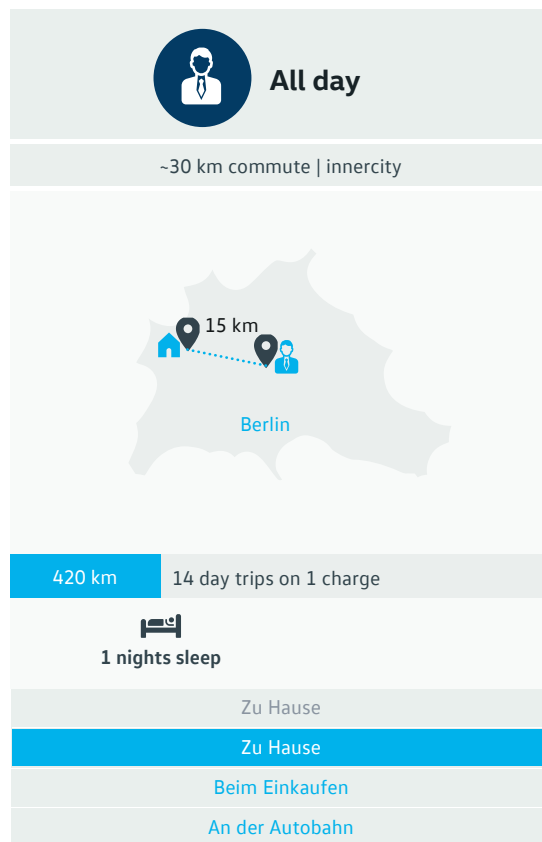 All day
~30 km commute | innercity
15 km
Berlin
420 km
14 day trips on 1 charge
1 nights sleep
Zu Hause
Zu Hause
Beim Einkaufen
An der Autobahn